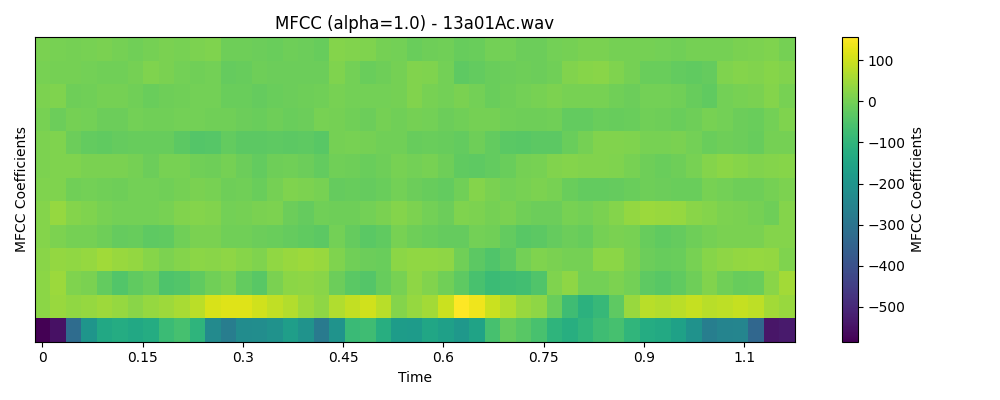 MFCC (alpha=1.0) - 13a01Ac.wav
MFCC Coefficients
0 0.15 0.3 0.45 0.6 0.75 0.9 1.1
Time
100
0
−100
−200
−300
−400
−500
MFCC Coefficients